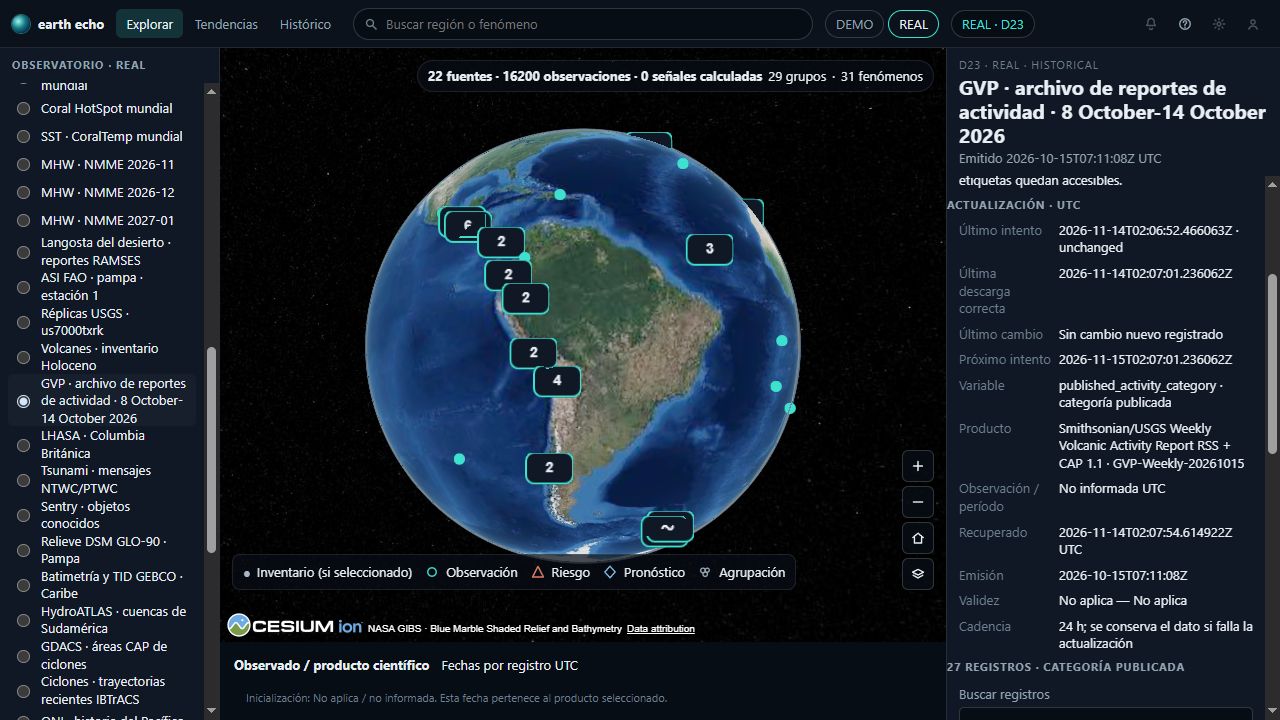 earth echo
Explorar
Tendencias
Histórico
Buscar región o fenómeno
DEMO
REAL
REAL · D23
OBSERVATORIO · REAL
mundial
Coral HotSpot mundial
SST · CoralTemp mundial
MHW · NMME 2026-11
MHW · NMME 2026-12
MHW · NMME 2027-01
Langosta del desierto ·
reportes RAMSES
ASI FAO · pampa ·
estación 1
Réplicas USGS ·
us7000txrk
Volcanes · inventario
Holoceno
GVP · archivo de reportes
de actividad · 8 October-
14 October 2026
LHASA · Columbia
Británica
Tsunami · mensajes
NTWC/PTWC
Sentry · objetos
conocidos
Relieve DSM GLO-90 ·
Pampa
Batimetría y TID GEBCO ·
Caribe
HydroATLAS · cuencas de
Sudamérica
GDACS · áreas CAP de
ciclones
Ciclones · trayectorias
recientes IBTrACS
22 fuentes · 16200 observaciones · 0 señales calculadas 29 grupos · 31 fenómenos
2
3
2
2
2
4
2
~
Inventario (si seleccionado)
Observación
Riesgo
Pronóstico
Agrupación
CESIUM ion
NASA GIBS · Blue Marble Shaded Relief and Bathymetry Data attribution
Observado / producto científico Fechas por registro UTC
Inicialización: No aplica / no informada. Esta fecha pertenece al producto seleccionado.
D23 · REAL · HISTORICAL
GVP · archivo de reportes de
actividad · 8 October-14 October
2026
Emitido 2026-10-15T07:11:08Z UTC
etiquetas quedan accesibles.
ACTUALIZACIÓN · UTC
Último intento
2026-11-14T02:06:52.466063Z ·
unchanged
Última
descarga
correcta
2026-11-14T02:07:01.236062Z
Último cambio
Sin cambio nuevo registrado
Próximo intento
2026-11-15T02:07:01.236062Z
Variable
published_activity_category ·
categoría publicada
Producto
Smithsonian/USGS Weekly
Volcanic Activity Report RSS +
CAP 1.1 · GVP-Weekly-20261015
Observación /
período
No informada UTC
Recuperado
2026-11-14T02:07:54.614922Z
UTC
Emisión
2026-10-15T07:11:08Z
Validez
No aplica — No aplica
Cadencia
24 h; se conserva el dato si falla la
actualización
27 REGISTROS · CATEGORÍA PUBLICADA
Buscar registros